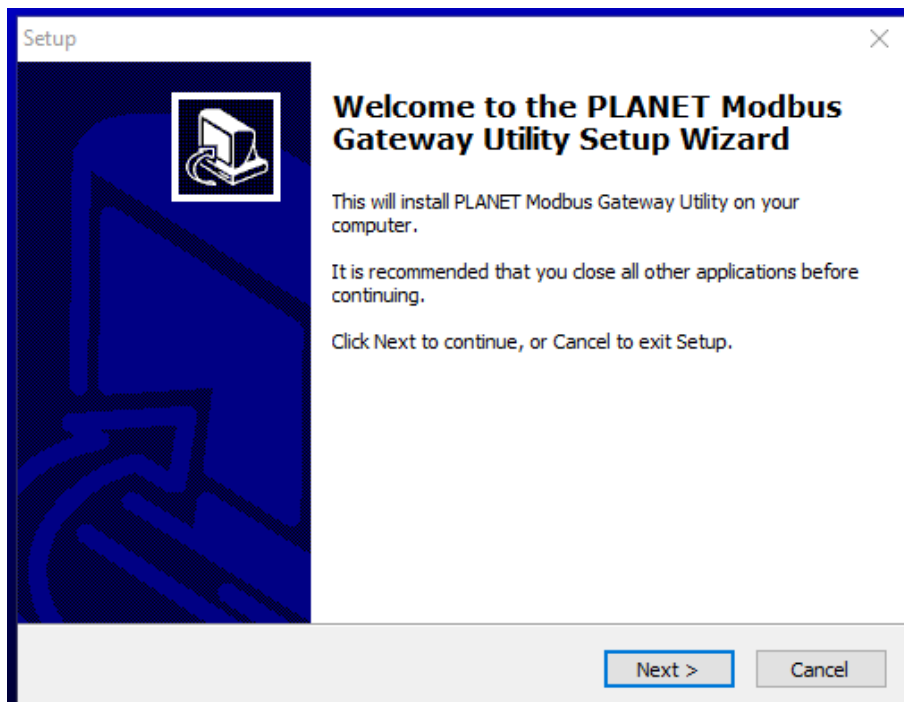 Setup
Welcome to the PLANET Modbus
Gateway Utility Setup Wizard
This will install PLANET Modbus Gateway Utility on your
computer.
It is recommended that you close all other applications before
continuing.
Click Next to continue, or Cancel to exit Setup.
Next >
Cancel